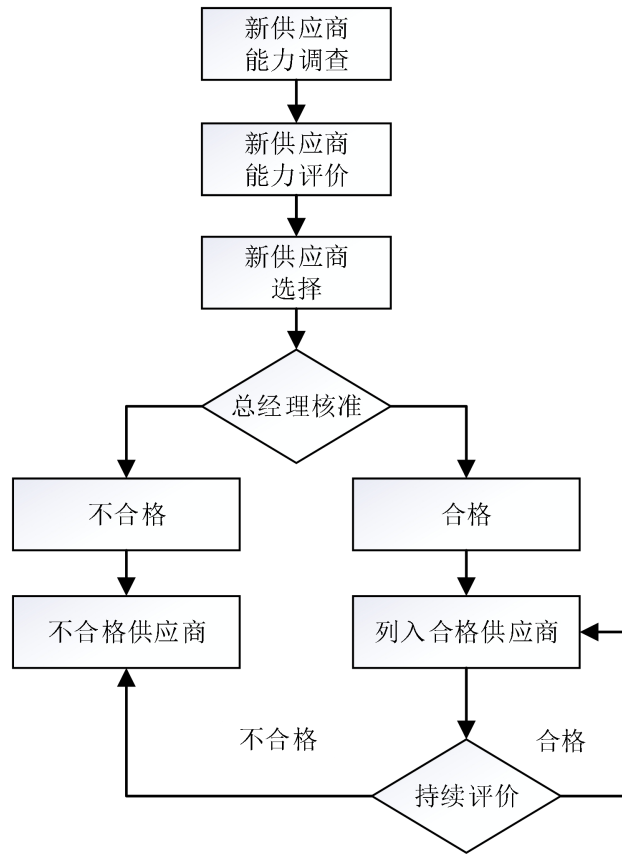 新供应商
能力调查
新供应商
能力评价
新供应商
选择
总经理核准
不合格
合格
不合格供应商
列入合格供应商
不合格
合格
持续评价